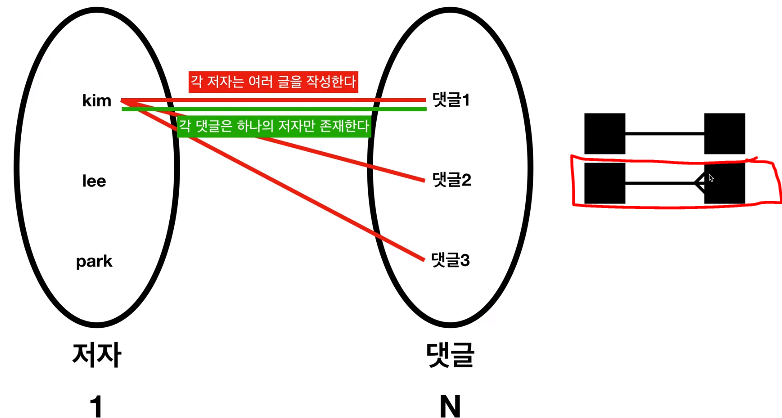 각 저자는 여러 글을 작성한다
kim
댓글1
각 댓글은 하나의 저자만 존재한다
lee
댓글2
park
댓글3
저자
댓글
1
N